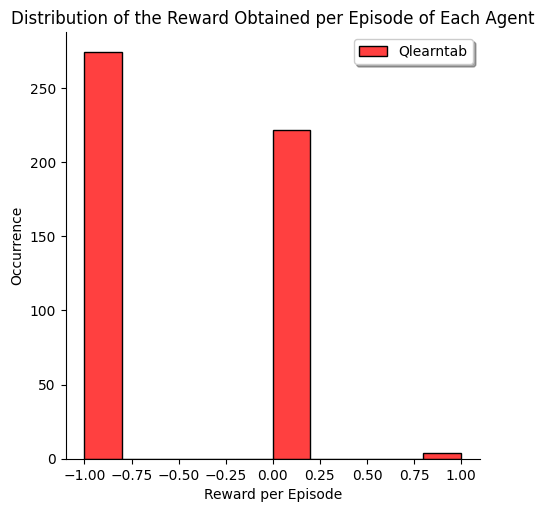 Distribution of the Reward Obtained per Episode of Each Agent
Qlearntab
Occurrence
250
200
150
100
50
0
−1.00 −0.75 −0.50 −0.25 0.00 0.25 0.50 0.75 1.00
Reward per Episode